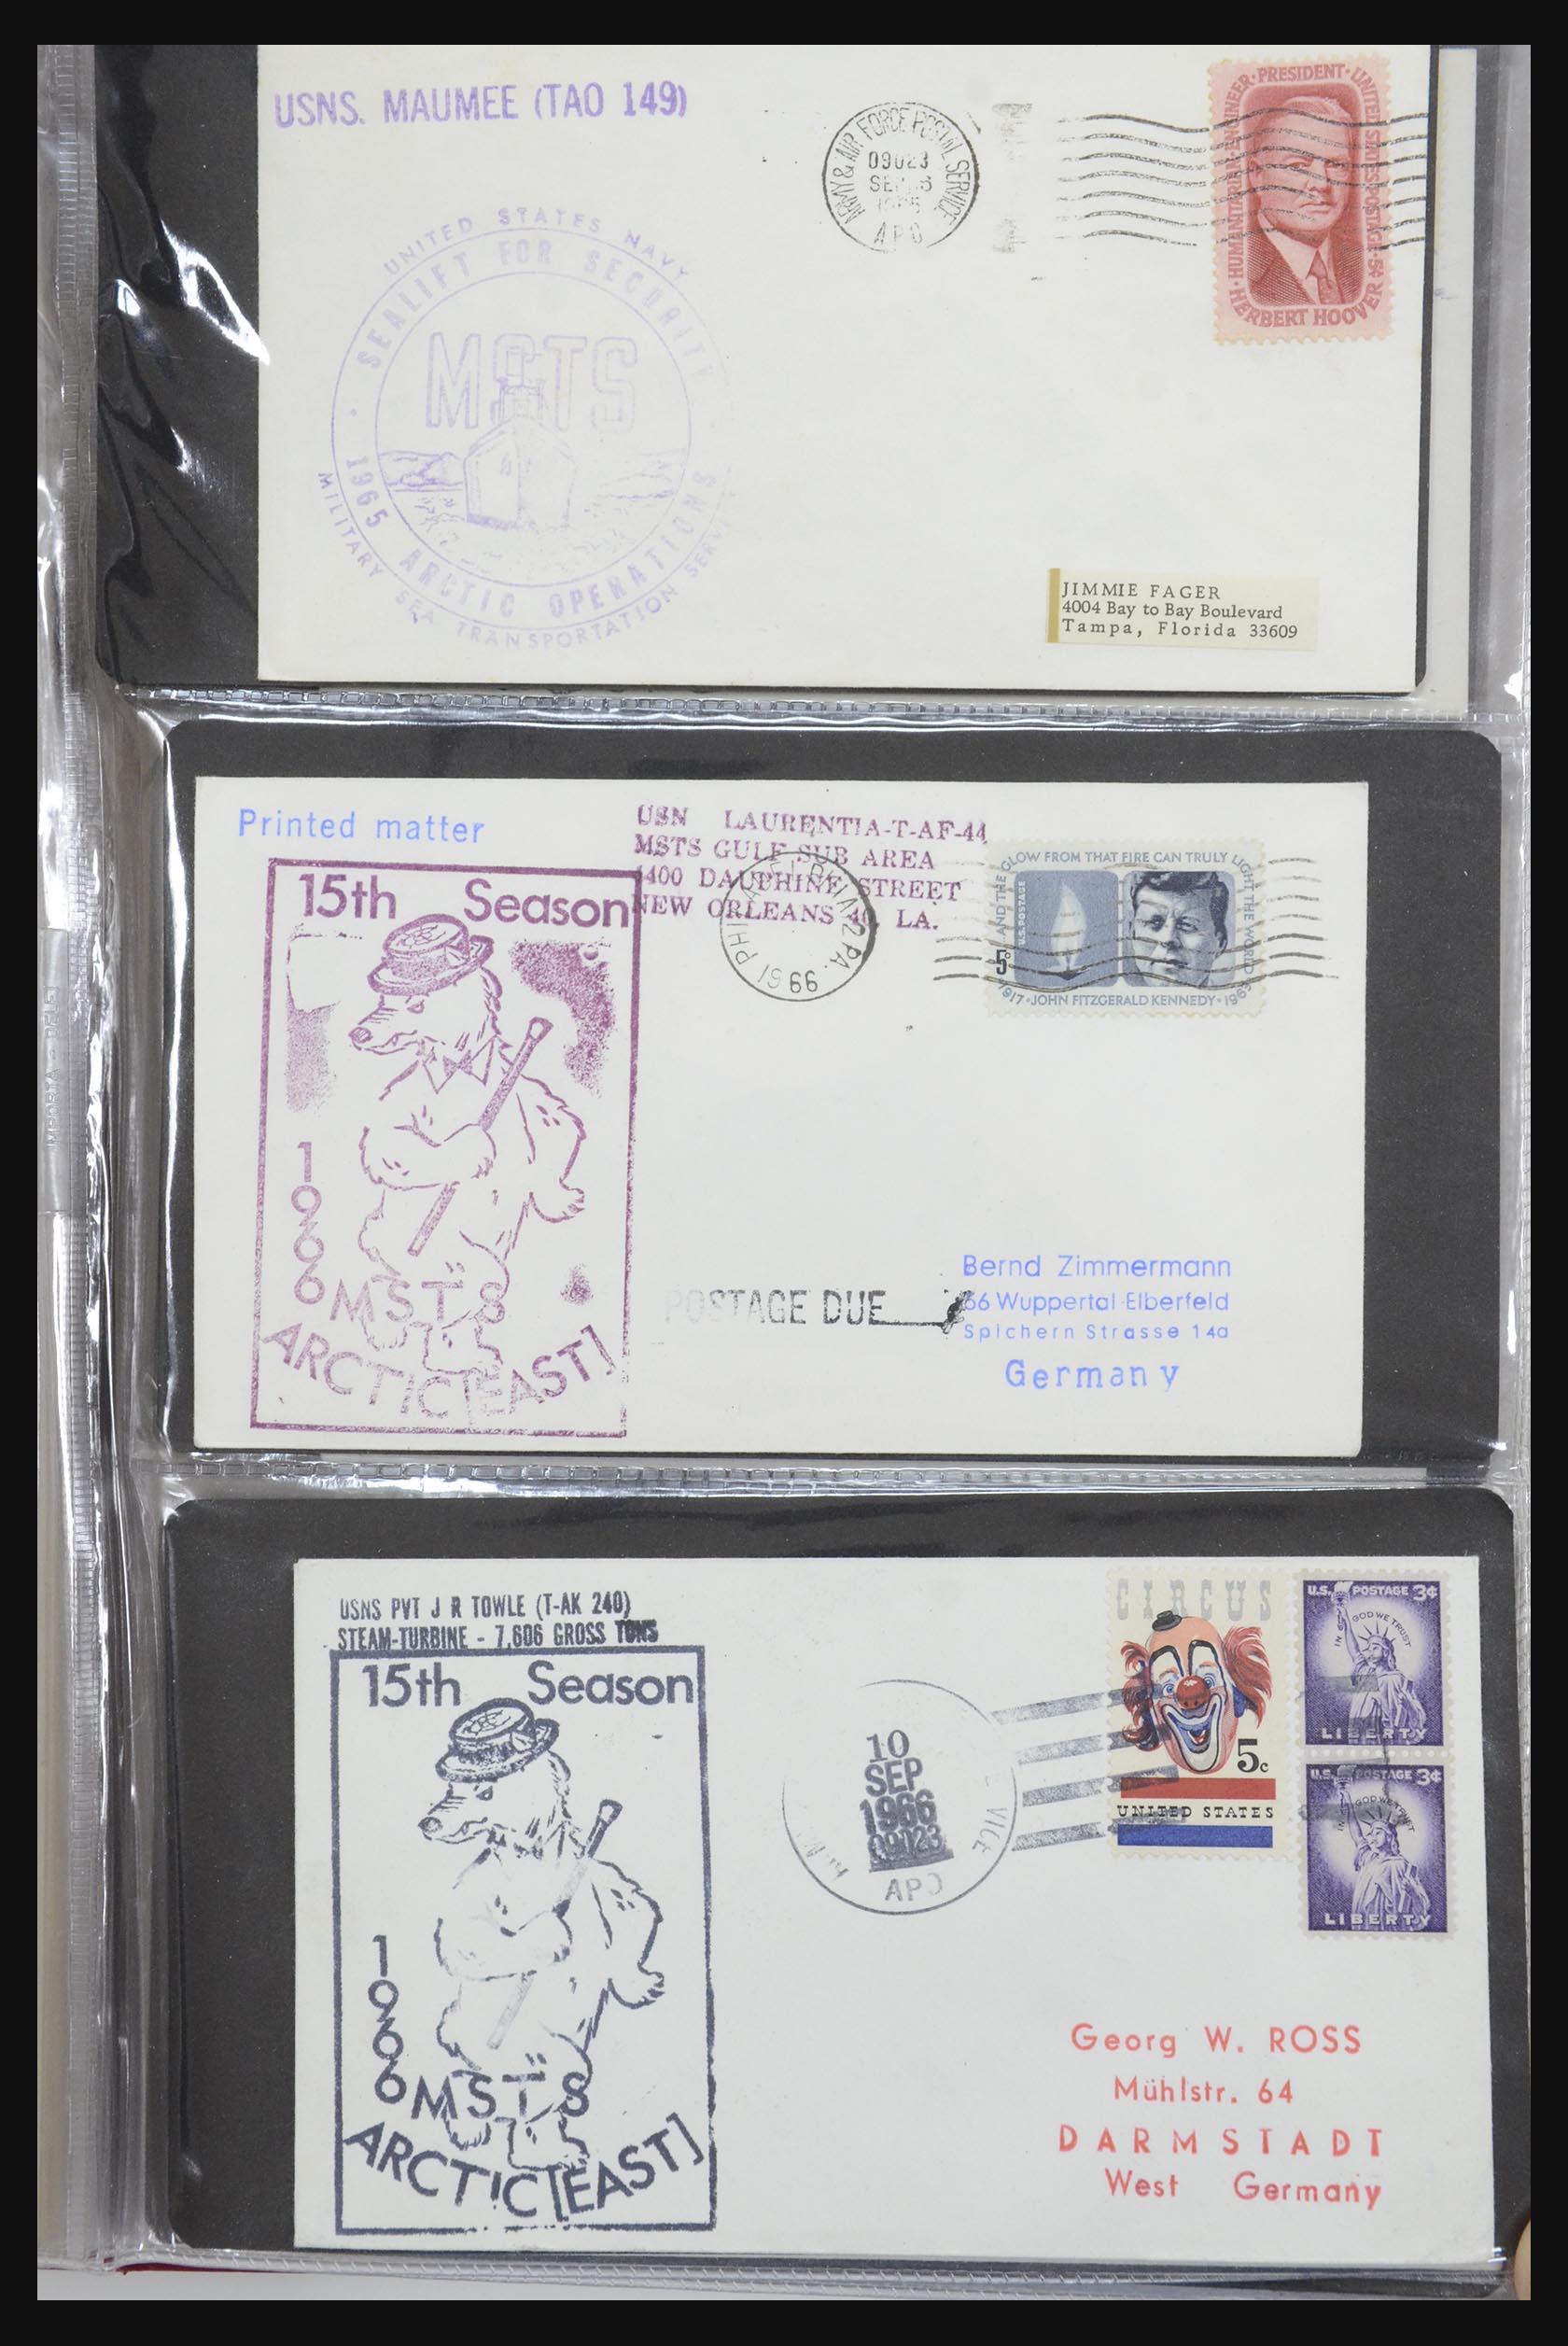 USNS. MAUMEE (TAO 149)
ARMY & AIR FORCE POSTAL SERVICE
09023
SEP
APO
HUMANITARIAN·ENGINEER·PRESIDENT·UNITED STATES POSTAGE·5¢
HERBERT HOOVER
UNITED STATES NAVY
SEALIFT FOR SECURITY
MSTS
1965 ARCTIC OPERATIONS
MILITARY SEA TRANSPORTATION SERV
JIMMIE FAGER
4004 Bay to Bay Boulevard
Tampa, Florida 33609
Printed matter
USN LAURENTIA-T-AF-44
MSTS GULF SUB AREA
4400 DAUPHINE STREET
NEW ORLEANS 40, LA.
PHILADELPHIA PA.
1966
AND THE GLOW FROM THAT FIRE CAN TRULY LIGHT THE WORLD
U.S. POSTAGE
5¢
1917·JOHN FITZGERALD KENNEDY·1963
15th Season
1966
MSTS
ARCTIC [EAST]
POSTAGE DUE
Bernd Zimmermann
56 Wuppertal-Elberfeld
Spichern Strasse 14a
Germany
USNS PVT J R TOWLE (T-AK 240)
STEAM-TURBINE - 7,606 GROSS TONS
15th Season
1966
MSTS
ARCTIC [EAST]
10
SEP
1966
09023
APO
CIRCUS
5c
UNITED STATES
U.S. POSTAGE 3¢
IN GOD WE TRUST
LIBERTY
U.S. POSTAGE 3¢
IN GOD WE TRUST
LIBERTY
Georg W. ROSS
Mühlstr. 64
DARMSTADT
West Germany